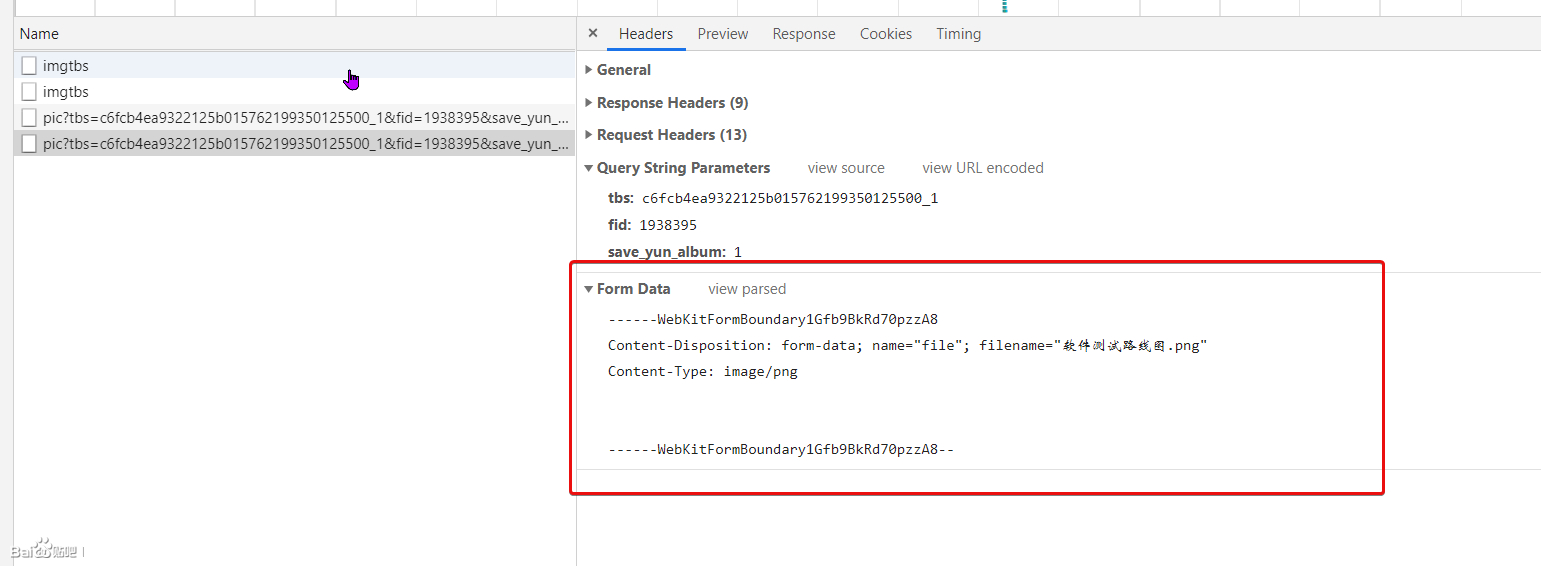 Name
imgtbs
imgtbs
pic?tbs=c6fcb4ea9322125b015762199350125500_1&fid=1938395&save_yun_...
pic?tbs=c6fcb4ea9322125b015762199350125500_1&fid=1938395&save_yun_...
× Headers Preview Response Cookies Timing
General
Response Headers (9)
Request Headers (13)
Query String Parameters view source view URL encoded
tbs: c6fcb4ea9322125b015762199350125500_1
fid: 1938395
save_yun_album: 1
Form Data view parsed
------WebKitFormBoundary1Gfb9BkRd70pzzA8
Content-Disposition: form-data; name="file"; filename="软件测试路线图.png"
Content-Type: image/png
------WebKitFormBoundary1Gfb9BkRd70pzzA8--
Bai贴吧